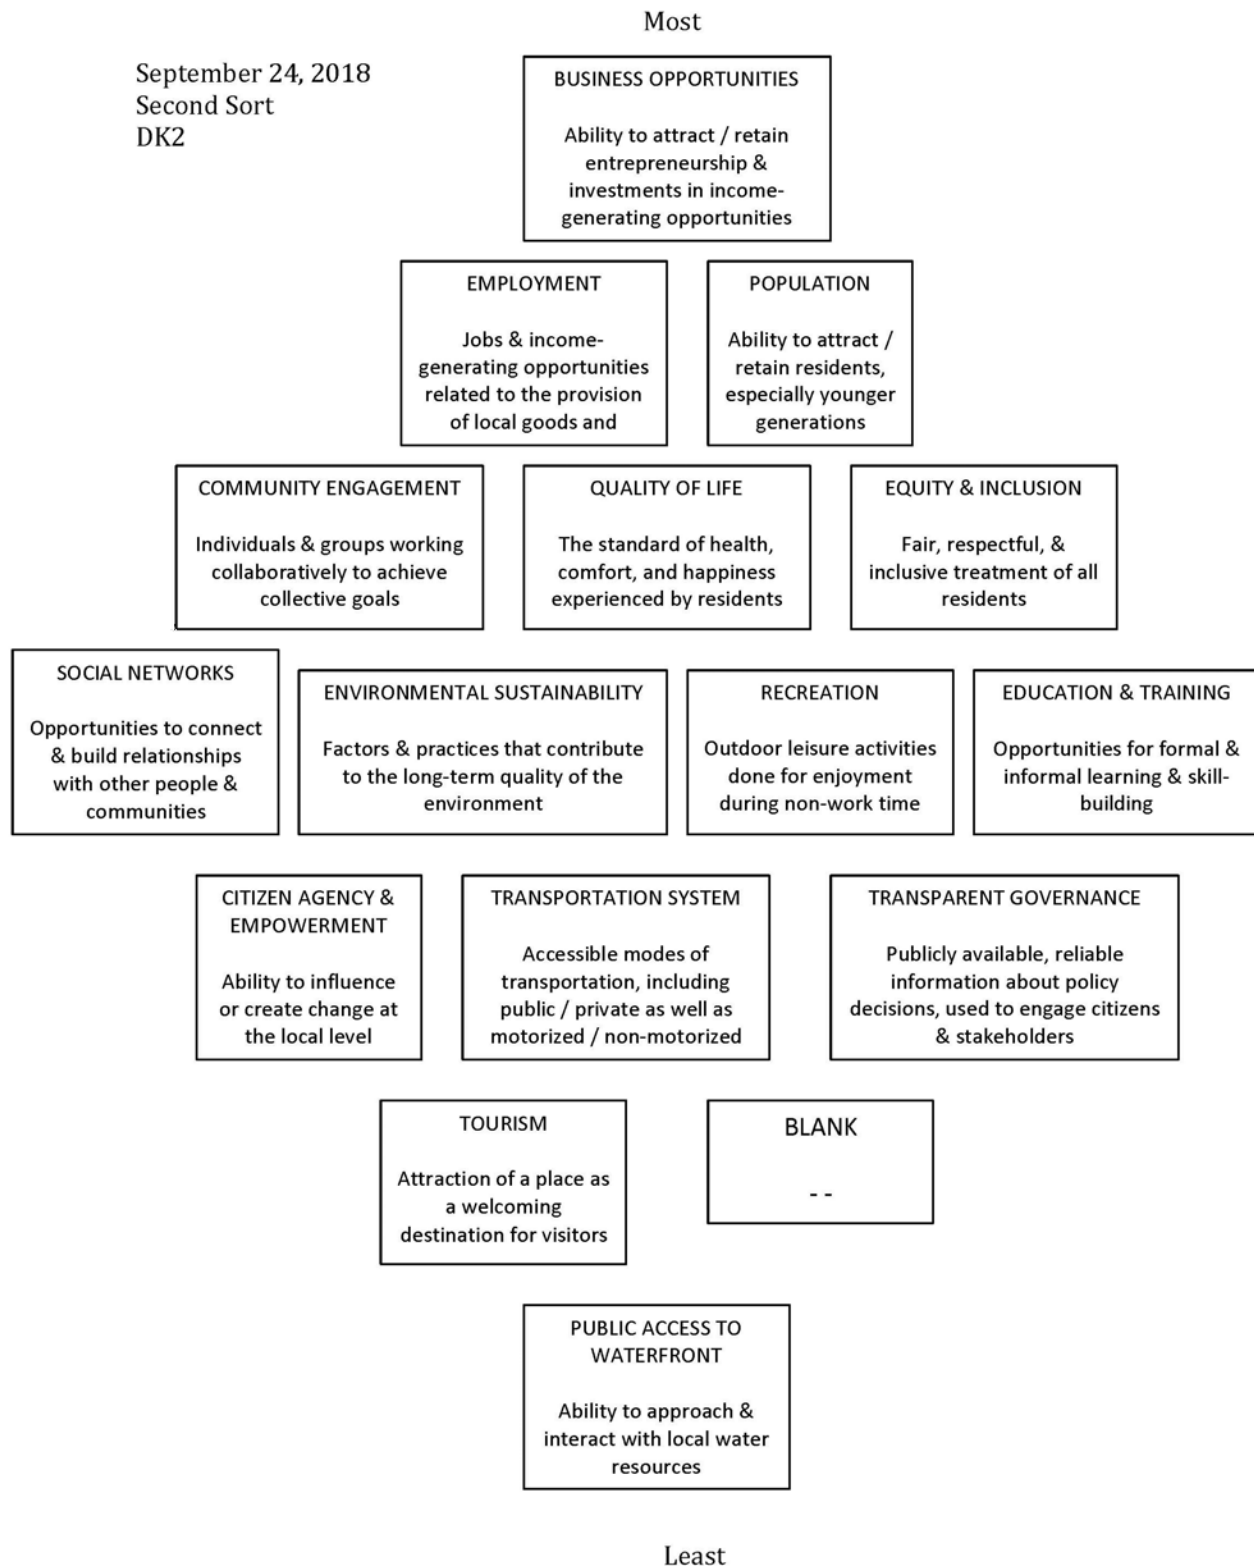 Most
September 24, 2018
Second Sort
DK2
BUSINESS OPPORTUNITIES
Ability to attract / retain
entrepreneurship &
investments in income-
generating opportunities
EMPLOYMENT
Jobs & income-
generating opportunities
related to the provision
of local goods and
POPULATION
Ability to attract /
retain residents,
especially younger
generations
COMMUNITY ENGAGEMENT
Individuals & groups working
collaboratively to achieve
collective goals
QUALITY OF LIFE
The standard of health,
comfort, and happiness
experienced by residents
EQUITY & INCLUSION
Fair, respectful, &
inclusive treatment of all
residents
SOCIAL NETWORKS
Opportunities to connect
& build relationships
with other people &
communities
ENVIRONMENTAL SUSTAINABILITY
Factors & practices that contribute
to the long-term quality of the
environment
RECREATION
Outdoor leisure activities
done for enjoyment
during non-work time
EDUCATION & TRAINING
Opportunities for formal &
informal learning & skill-
building
CITIZEN AGENCY &
EMPOWERMENT
Ability to influence
or create change at
the local level
TRANSPORTATION SYSTEM
Accessible modes of
transportation, including
public / private as well as
motorized / non-motorized
TRANSPARENT GOVERNANCE
Publicly available, reliable
information about policy
decisions, used to engage citizens
& stakeholders
TOURISM
Attraction of a place as
a welcoming
destination for visitors
BLANK
- -
PUBLIC ACCESS TO
WATERFRONT
Ability to approach &
interact with local water
resources
Least